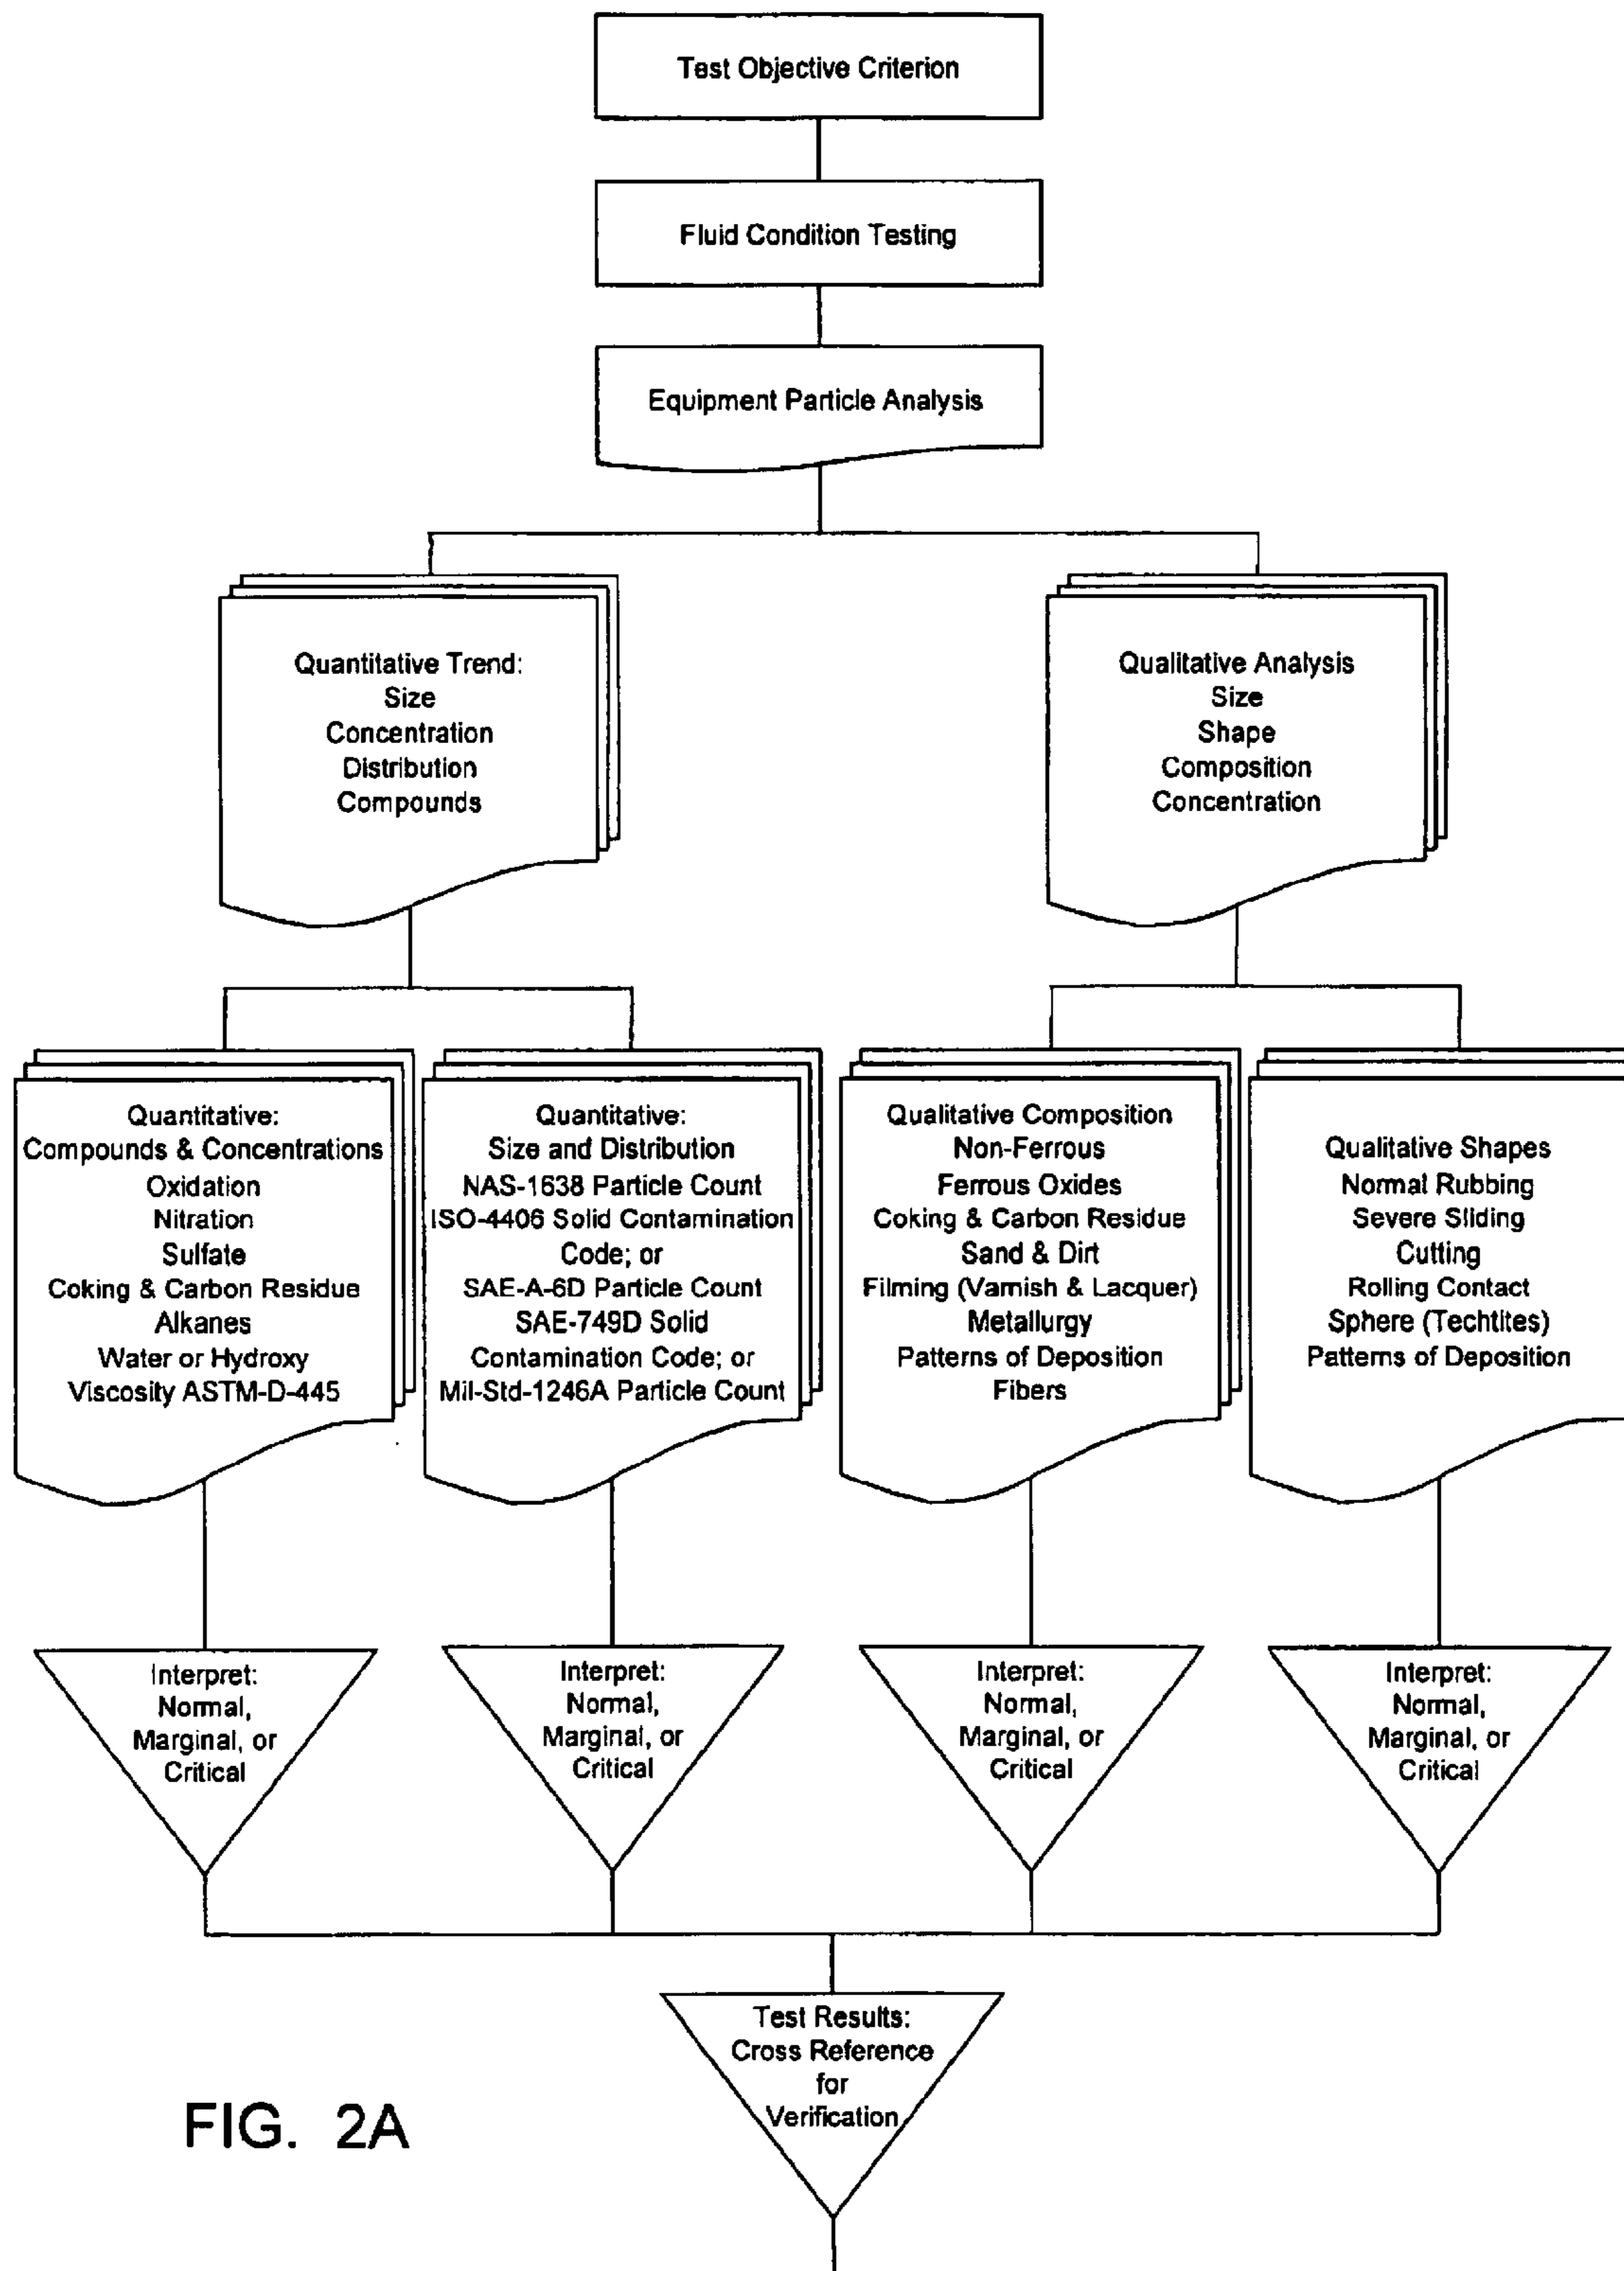 Test Objective Criterion
Fluid Condition Testing
Equipment Particle Analysis
Quantitative Trend:
Size
Concentration
Distribution
Compounds
Qualitative Analysis
Size
Shape
Composition
Concentration
Quantitative:
Compounds & Concentrations
Oxidation
Nitration
Sulfate
Coking & Carbon Residue
Alkanes
Water or Hydroxy
Viscosity ASTM-D-445
Quantitative:
Size and Distribution
NAS-1638 Particle Count
ISO-4406 Solid Contamination
Code; or
SAE-A-6D Particle Count
SAE-749D Solid
Contamination Code; or
Mil-Std-1246A Particle Count
Qualitative Composition
Non-Ferrous
Ferrous Oxides
Coking & Carbon Residue
Sand & Dirt
Filming (Varnish & Lacquer)
Metallurgy
Patterns of Deposition
Fibers
Qualitative Shapes
Normal Rubbing
Severe Sliding
Cutting
Rolling Contact
Sphere (Techtites)
Patterns of Deposition
Interpret:
Normal,
Marginal, or
Critical
Interpret:
Normal,
Marginal, or
Critical
Interpret:
Normal,
Marginal, or
Critical
Interpret:
Normal,
Marginal, or
Critical
Test Results:
Cross Reference
for
Verification
FIG. 2A